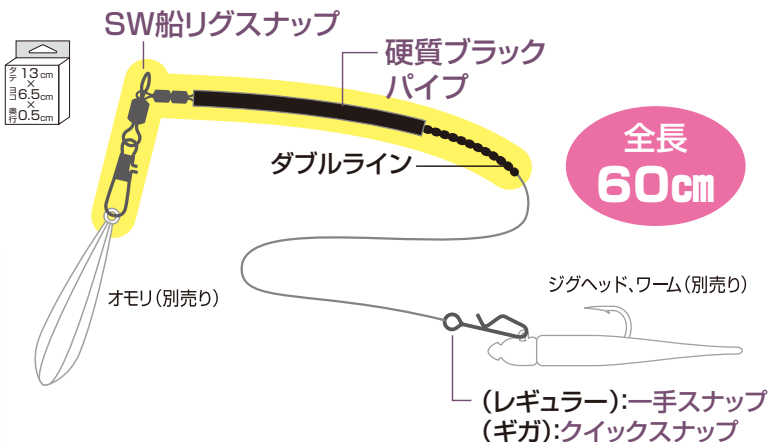 SW船リグスナップ
硬質ブラック
パイプ
タテ 13cm
×
ヨコ 6.5cm
×
奥行 0.5cm
ダブルライン
全長
60cm
オモリ(別売り)
ジグヘッド、ワーム(別売り)
(レギュラー):一手スナップ
(ギガ):クイックスナップ